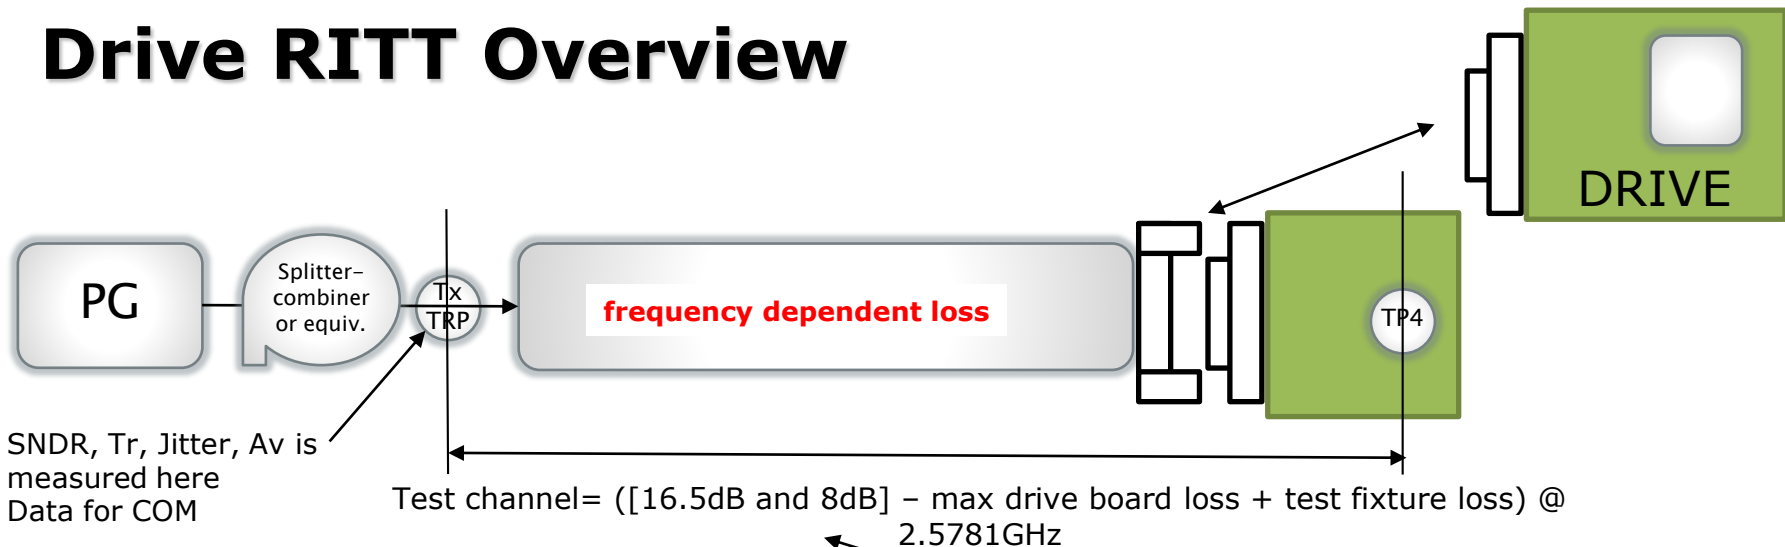 Drive RITT Overview
DRIVE
PG
Splitter–
combiner
or equiv.
Tx
TRP
frequency dependent loss
TP4
SNDR, Tr, Jitter, Av is
measured here
Data for COM
Test channel= ([16.5dB and 8dB] – max drive board loss + test fixture loss) @
2.5781GHz